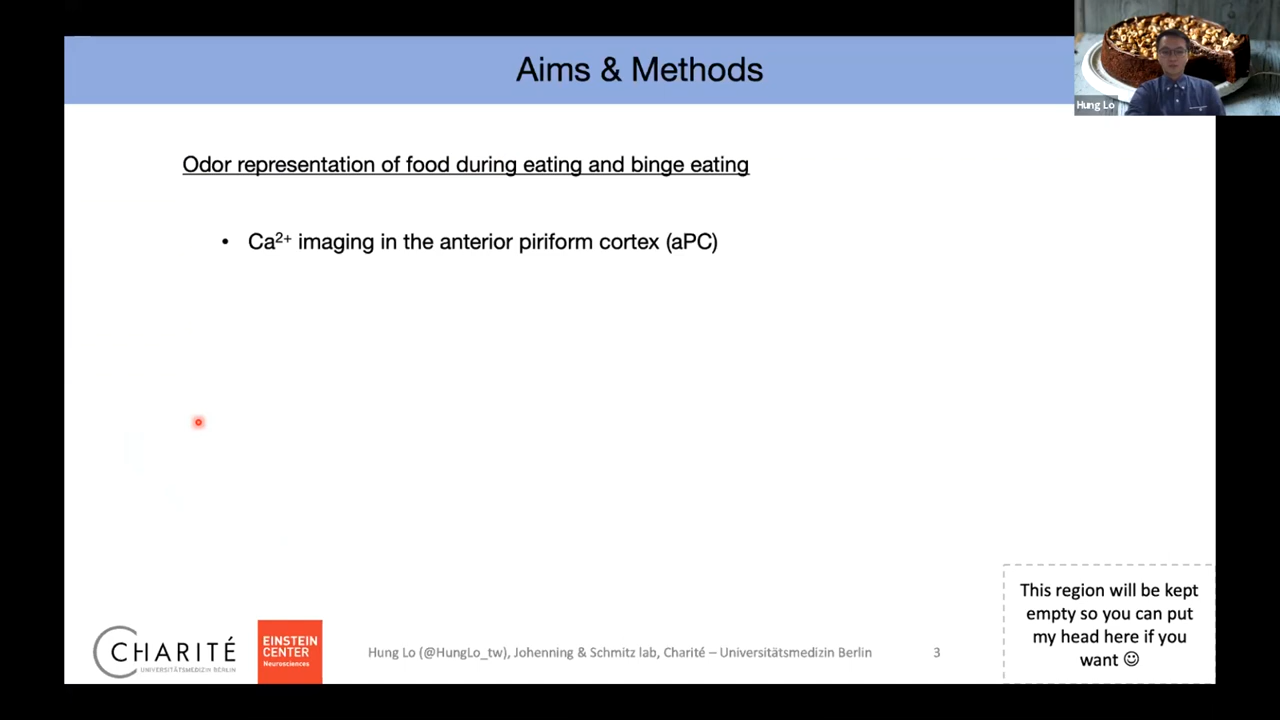 Aims & Methods
Hung Lo
Odor representation of food during eating and binge eating
• Ca²⁺ imaging in the anterior piriform cortex (aPC)
This region will be kept
empty so you can put
my head here if you
want ☺
CHARITÉ
UNIVERSITÄTSMEDIZIN BERLIN
EINSTEIN
CENTER
Neurosciences
Hung Lo (@HungLo_tw), Johenning & Schmitz lab, Charité – Universitätsmedizin Berlin
3